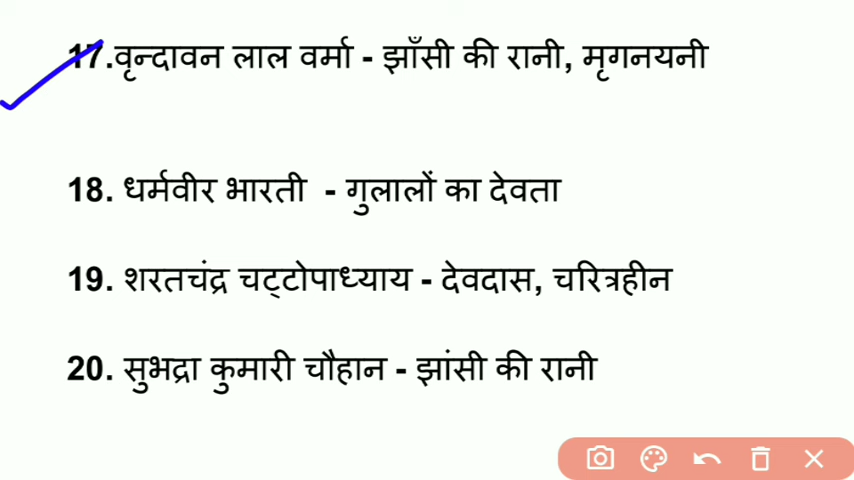 17.वृन्दावन लाल वर्मा - झाँसी की रानी, मृगनयनी
18. धर्मवीर भारती - गुलालों का देवता
19. शरतचंद्र चट्टोपाध्याय - देवदास, चरित्रहीन
20. सुभद्रा कुमारी चौहान - झांसी की रानी